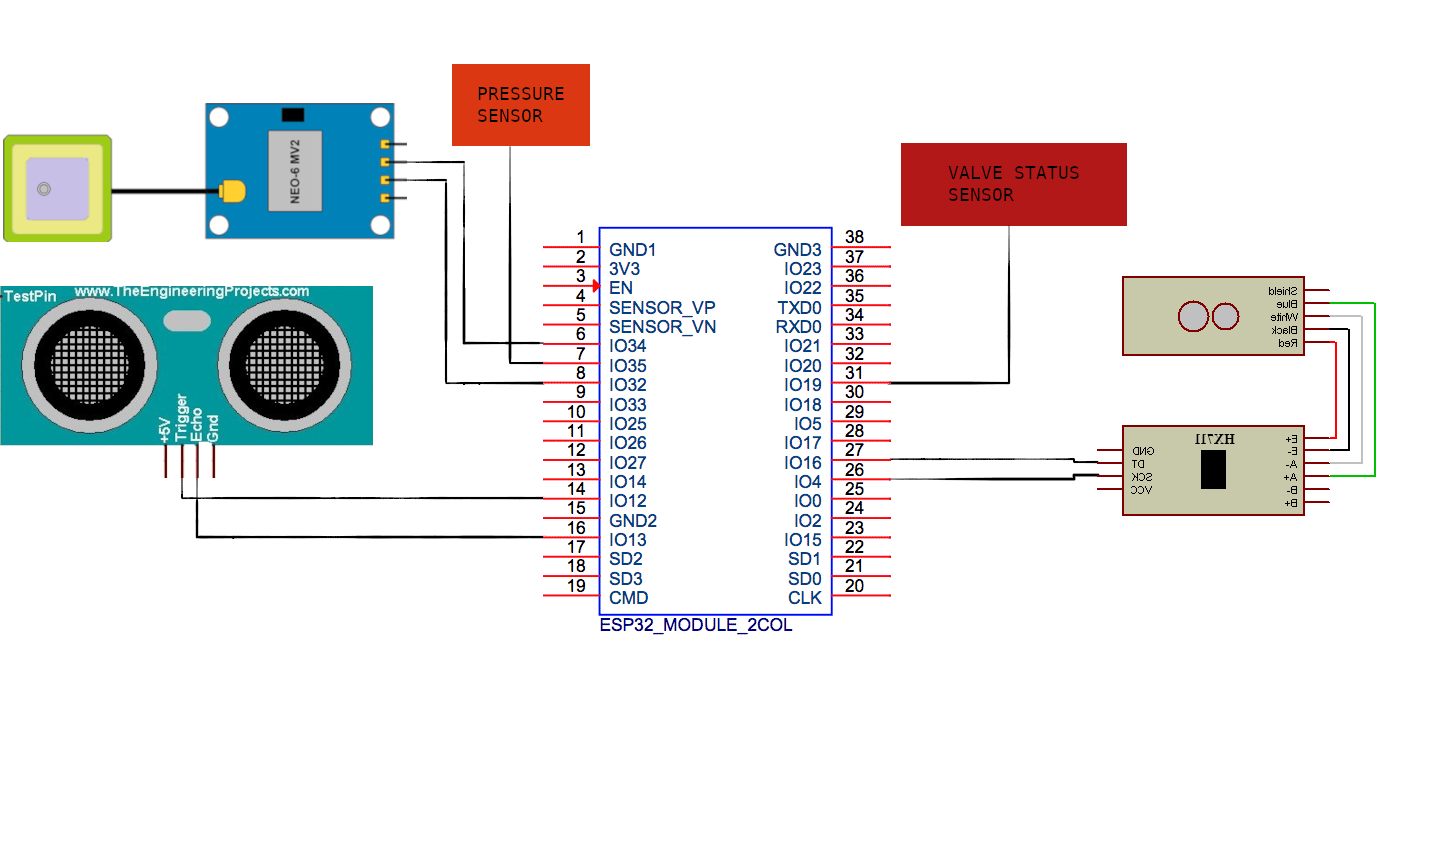 PRESSURE
SENSOR
NEO-6 MV2
VALVE STATUS
SENSOR
TestPin
www.TheEngineeringProjects.com
+5V
Trigger
Echo
Gnd
1
GND1
2
3V3
3
EN
4
SENSOR_VP
5
SENSOR_VN
6
IO34
7
IO35
8
IO32
9
IO33
10
IO25
11
IO26
12
IO27
13
IO14
14
IO12
15
GND2
16
IO13
17
SD2
18
SD3
19
CMD
38
GND3
37
IO23
36
IO22
35
TXD0
34
RXD0
33
IO21
32
IO20
31
IO19
30
IO18
29
IO5
28
IO17
27
IO16
26
IO4
25
IO0
24
IO2
23
IO15
22
SD1
21
SD0
20
CLK
ESP32_MODULE_2COL
Shield
Blue
White
Black
Red
HX711
GND
DT
SCK
VCC
E+
E-
A-
A+
B-
B+